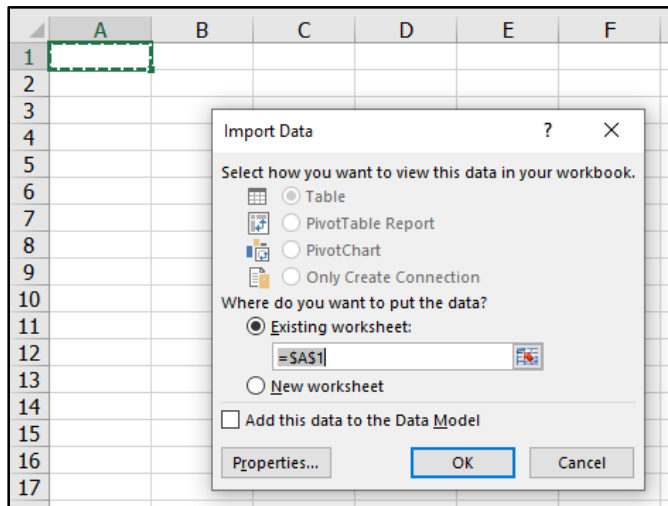 A B C D E F
1
2
3
4
5
6
7
8
9
10
11
12
13
14
15
16
17
Import Data ? ×
Select how you want to view this data in your workbook.
Table
PivotTable Report
PivotChart
Only Create Connection
Where do you want to put the data?
Existing worksheet:
=$A$1
New worksheet
Add this data to the Data Model
Properties... OK Cancel